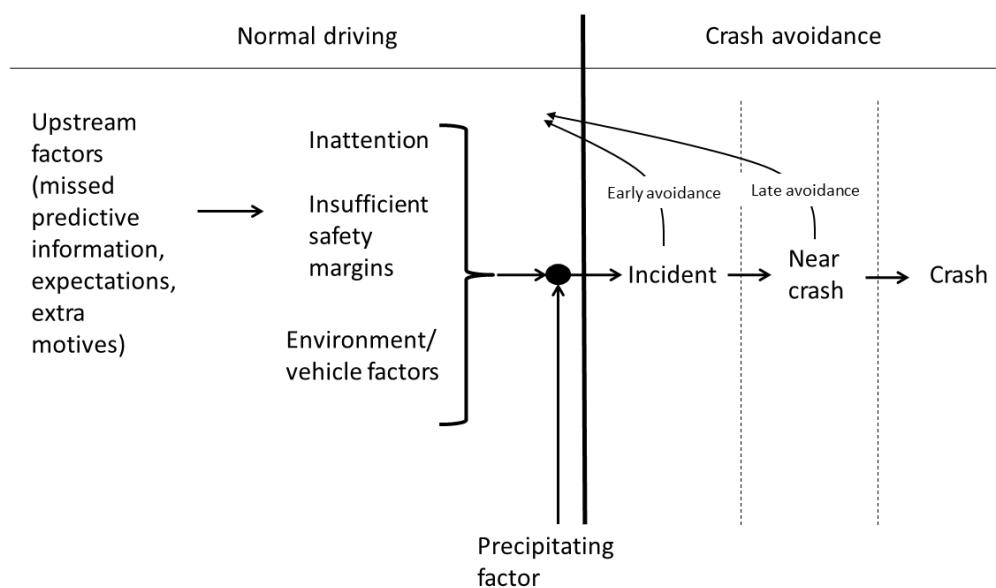 Normal driving
Crash avoidance
Upstream
factors
(missed
predictive
information,
expectations,
extra
motives)
Inattention
Insufficient
safety
margins
Environment/
vehicle factors
Early avoidance
Late avoidance
Incident
Near
crash
Crash
Precipitating
factor